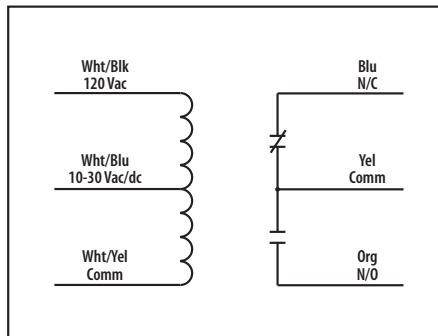 Wht/Blk
120 Vac
Wht/Blu
10-30 Vac/dc
Wht/Yel
Comm
Blu
N/C
Yel
Comm
Org
N/O